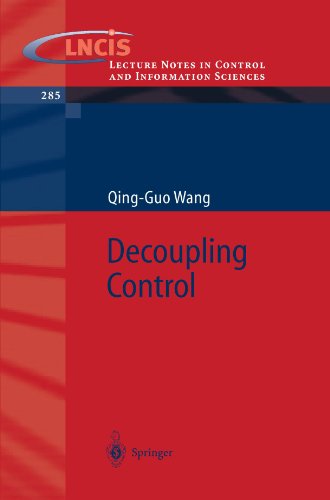 LNCIS
LECTURE NOTES IN CONTROL
AND INFORMATION SCIENCES
285
Qing-Guo Wang
Decoupling
Control
Springer